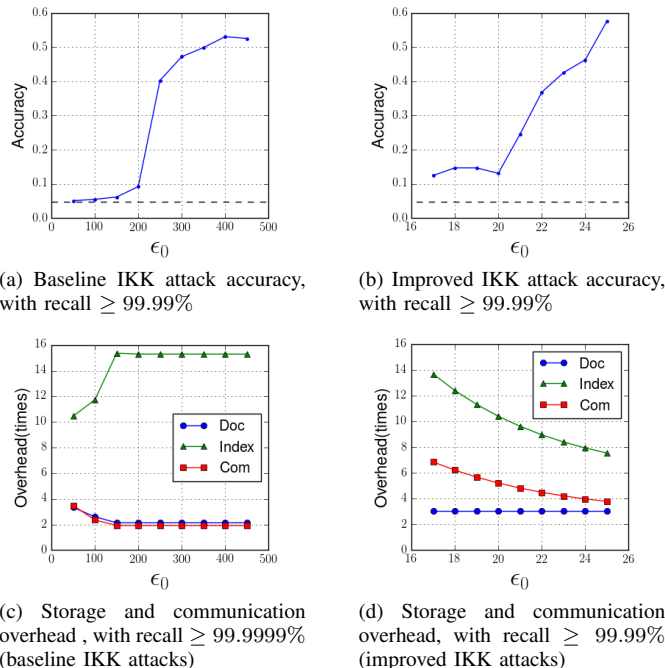 0.6
0.5
0.4
0.3
0.2
0.1
0.0
Accuracy
0 100 200 300 400 500
ϵ0
(a) Baseline IKK attack accuracy,
with recall ≥ 99.99%
0.6
0.5
0.4
0.3
0.2
0.1
0.0
Accuracy
16 18 20 22 24 26
ϵ0
(b) Improved IKK attack accuracy,
with recall ≥ 99.99%
16
14
12
10
8
6
4
2
0
Overhead(times)
Doc
Index
Com
0 100 200 300 400 500
ϵ0
(c) Storage and communication
overhead , with recall ≥ 99.9999%
(baseline IKK attacks)
16
14
12
10
8
6
4
2
0
Overhead(times)
Doc
Index
Com
16 18 20 22 24 26
ϵ0
(d) Storage and communication
overhead, with recall ≥ 99.99%
(improved IKK attacks)